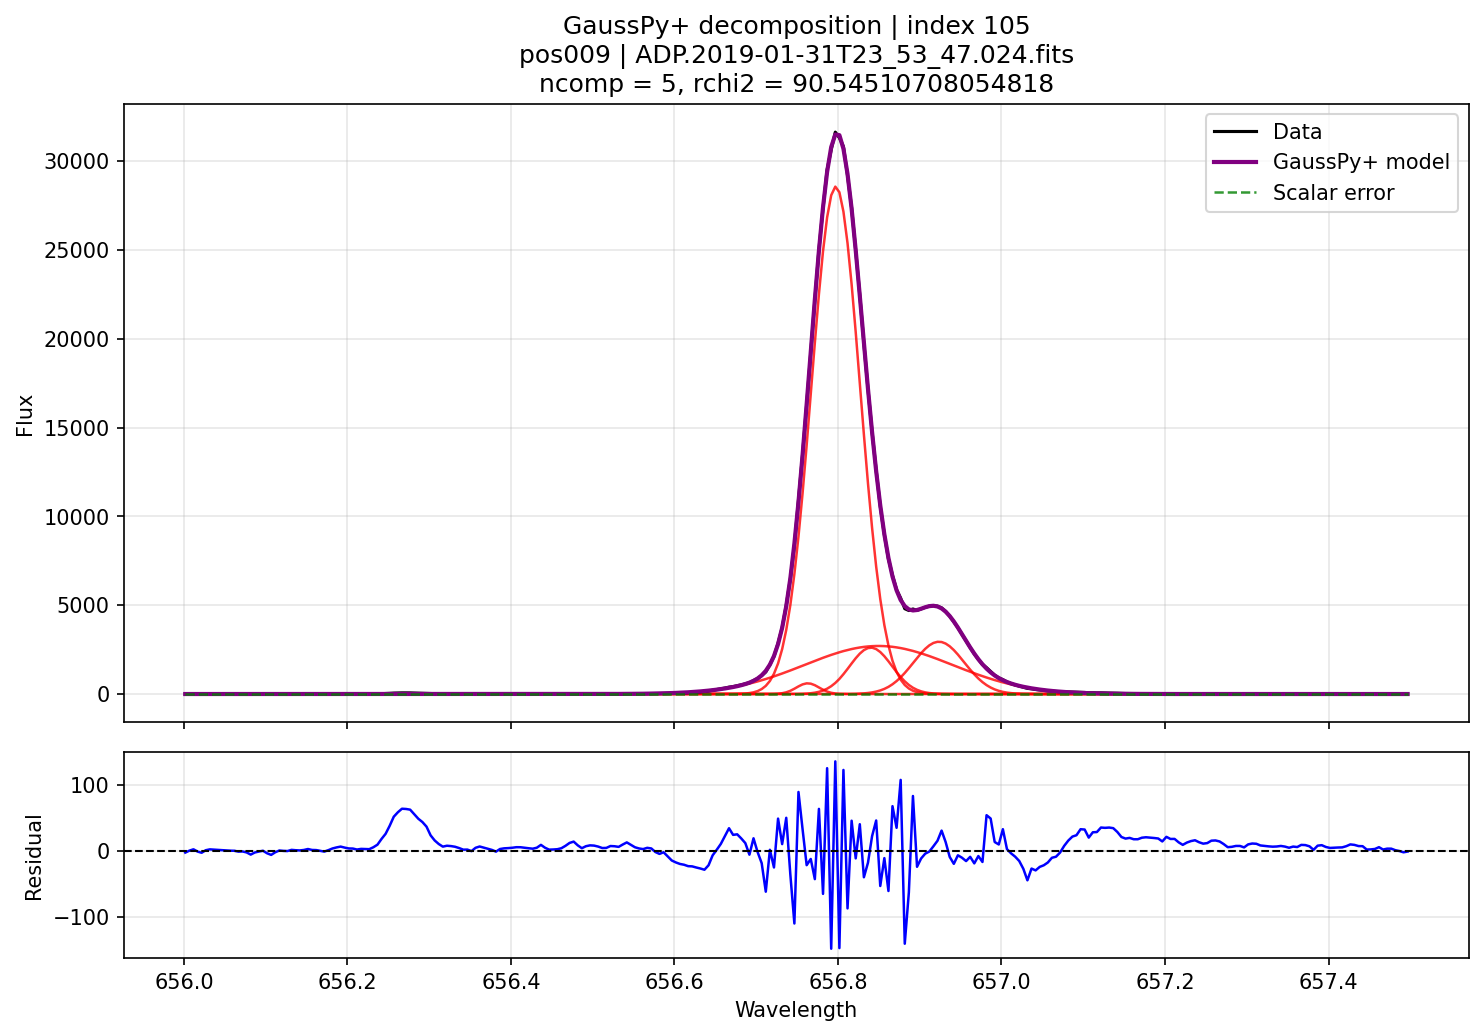 GaussPy+ decomposition | index 105
pos009 | ADP.2019-01-31T23_53_47.024.fits
ncomp = 5, rchi2 = 90.54510708054818
Data
GaussPy+ model
Scalar error
30000
25000
20000
15000
10000
5000
0
Flux
100
0
−100
Residual
656.0 656.2 656.4 656.6 656.8 657.0 657.2 657.4
Wavelength